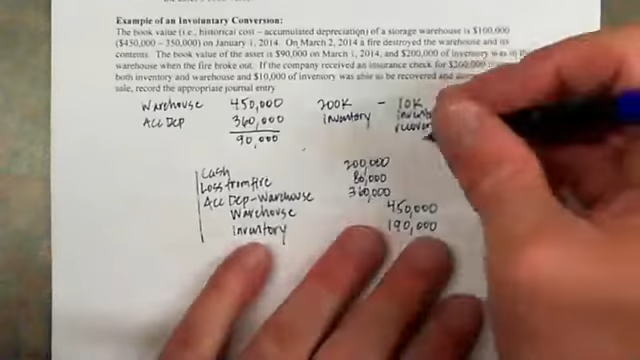 Example of an Involuntary Conversion:
The book value (i.e., historical cost – accumulated depreciation) of a storage warehouse is $100,000
($450,000 – 350,000) on January 1, 2014. On March 2, 2014 a fire destroyed the warehouse and its
contents. The book value of the asset is $90,000 on March 1, 2014, and $200,000 of inventory was in the
warehouse when the fire broke out. If the company received an insurance check for $200,000
both inventory and warehouse and $10,000 of inventory was able to be recovered and
sale, record the appropriate journal entry
Warehouse 450,000 200K – 10K
Acc Dep 360,000 inventory
90,000
Cash 200,000
Loss from fire 80,000
Acc Dep-Warehouse 360,000
Warehouse 450,000
Inventory 190,000